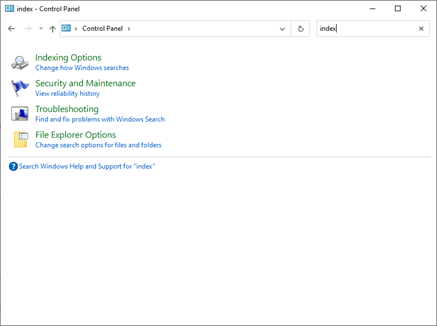 index - Control Panel
Control Panel
index
Indexing Options
Change how Windows searches
Security and Maintenance
View reliability history
Troubleshooting
Find and fix problems with Windows Search
File Explorer Options
Change search options for files and folders
Search Windows Help and Support for "index"